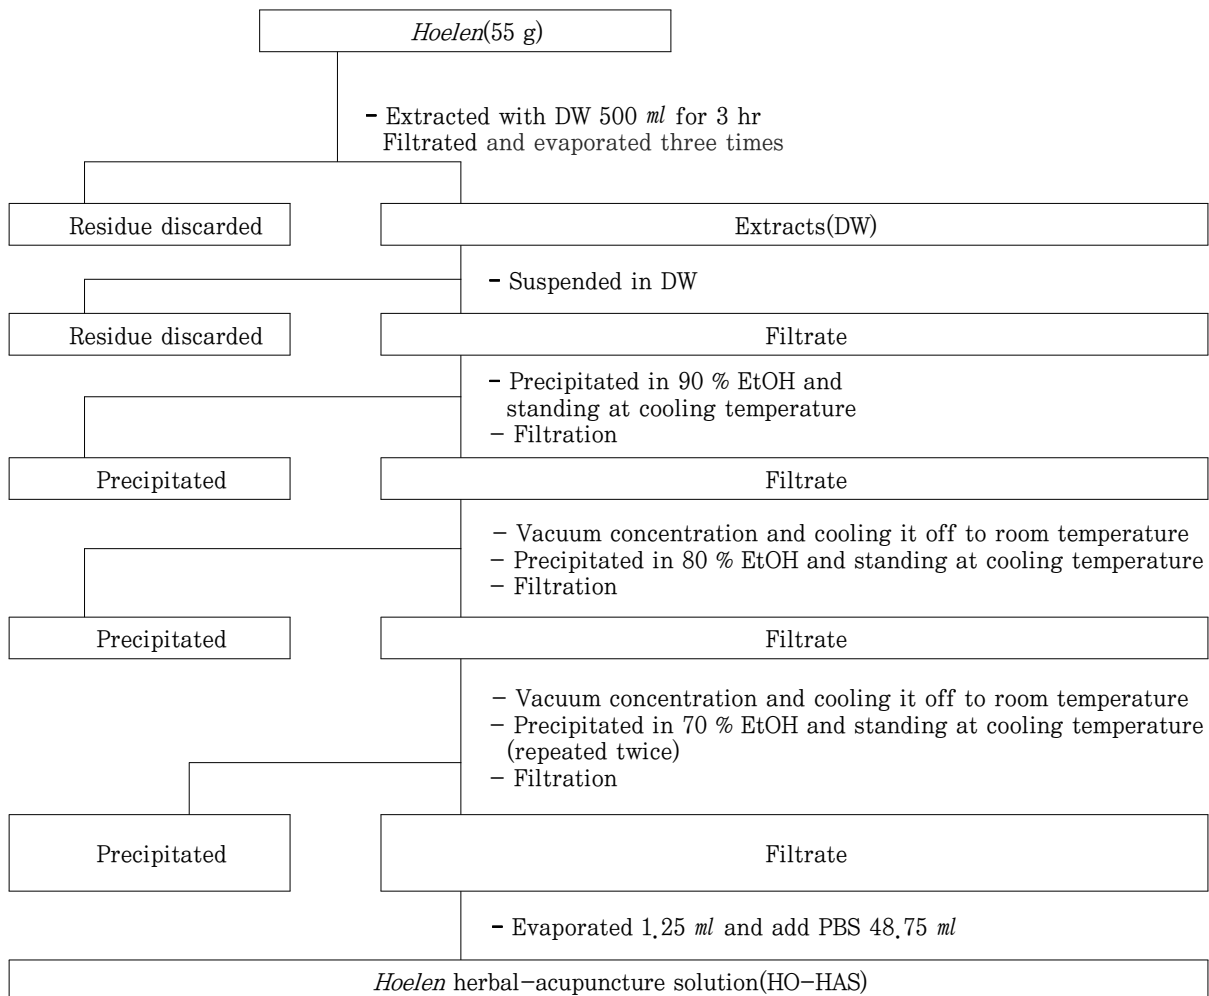 Hoelen(55 g)
- Extracted with DW 500 ml for 3 hr
Filtrated and evaporated three times
Residue discarded
Extracts(DW)
- Suspended in DW
Residue discarded
Filtrate
- Precipitated in 90 % EtOH and
standing at cooling temperature
- Filtration
Precipitated
Filtrate
- Vacuum concentration and cooling it off to room temperature
- Precipitated in 80 % EtOH and standing at cooling temperature
- Filtration
Precipitated
Filtrate
- Vacuum concentration and cooling it off to room temperature
- Precipitated in 70 % EtOH and standing at cooling temperature
(repeated twice)
- Filtration
Precipitated
Filtrate
- Evaporated 1.25 ml and add PBS 48.75 ml
Hoelen herbal-acupuncture solution(HO-HAS)